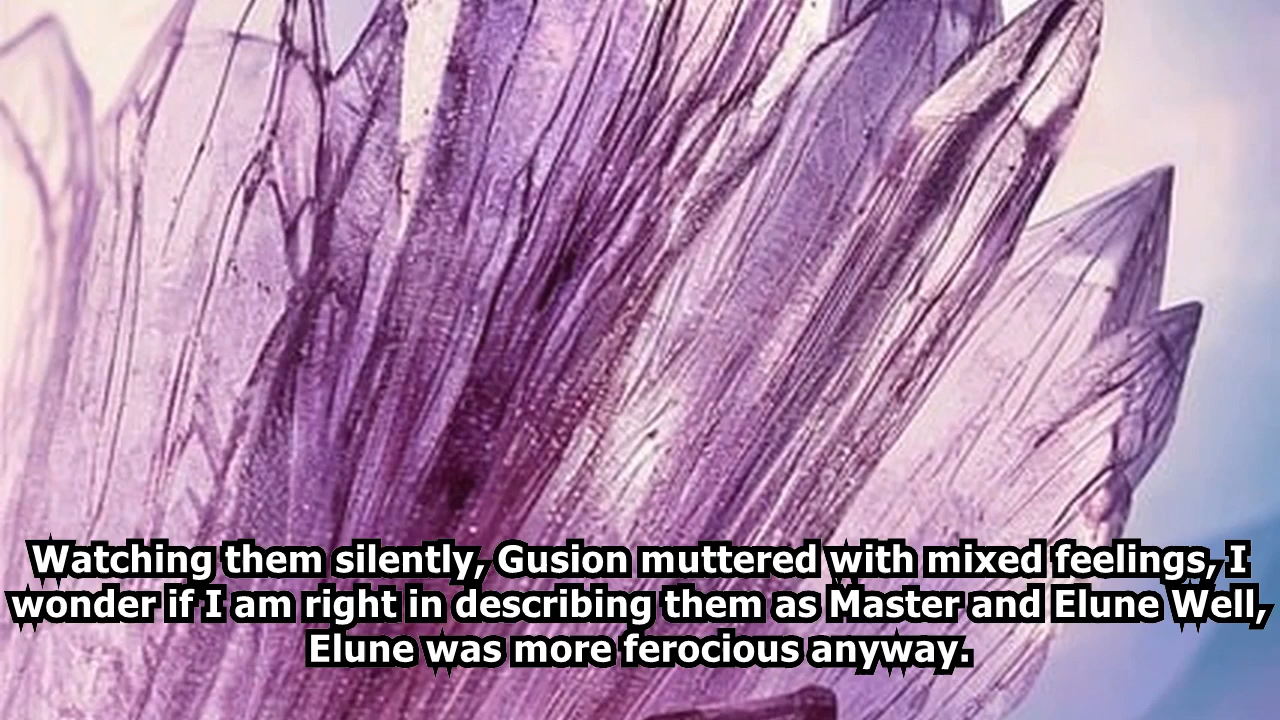 Watching them silently, Gusion muttered with mixed feelings, I
wonder if I am right in describing them as Master and Elune Well,
Elune was more ferocious anyway.